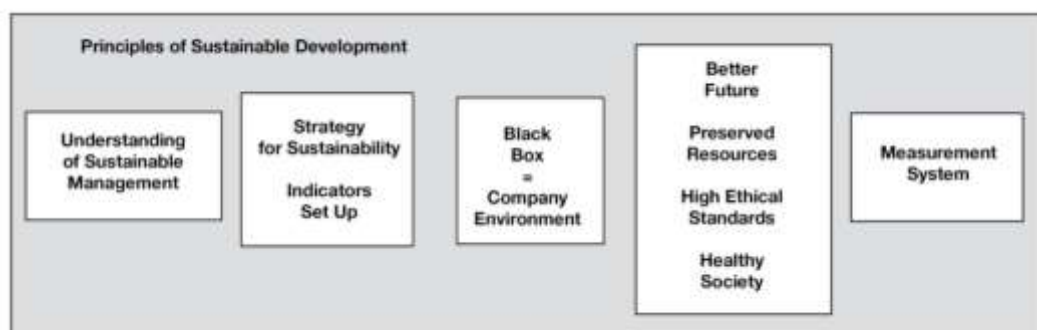 Principles of Sustainable Development
Understanding
of Sustainable
Management
Strategy
for Sustainability
Indicators
Set Up
Black
Box
=
Company
Environment
Better
Future
Preserved
Resources
High Ethical
Standards
Healthy
Society
Measurement
System